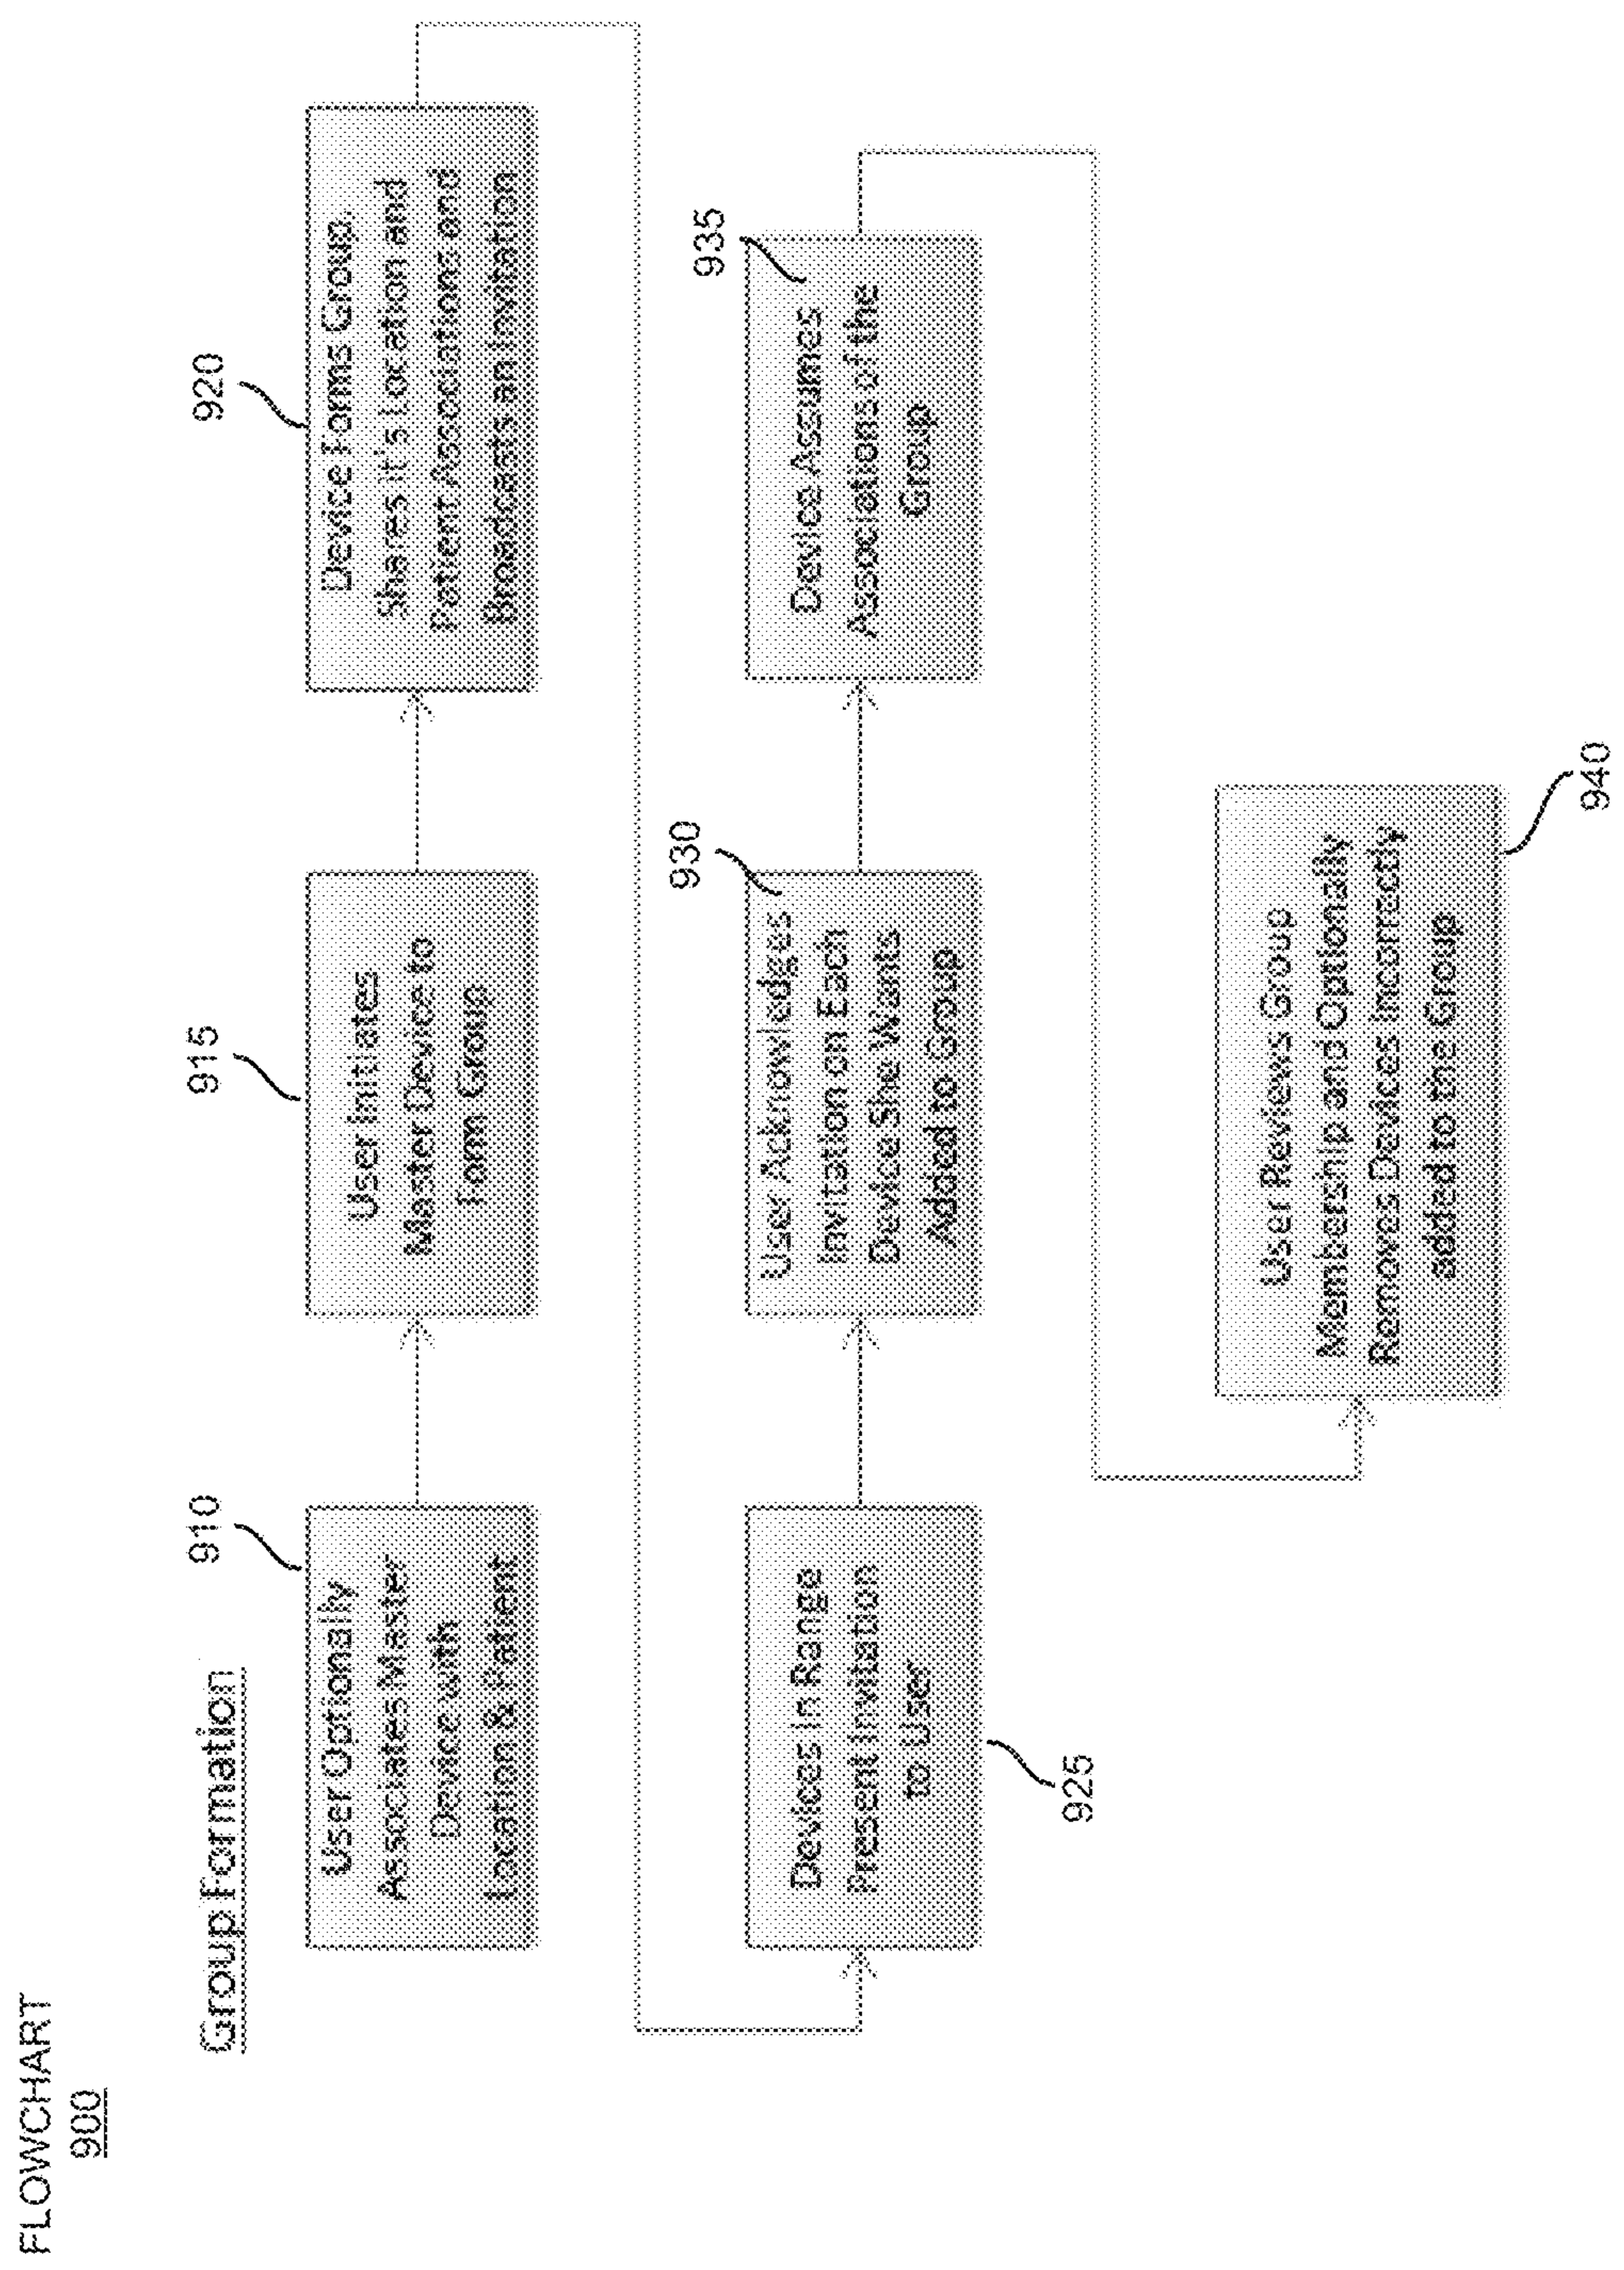 FLOWCHART
900
Group Formation
910
User Optionally
Associates Master
Device with
Location & Patient
915
User Initiates
Master Device to
Form Group
920
Device Forms Group,
Shares it's Location and
Patient Associations and
Broadcasts an Invitation
925
Devices In Range
Present Invitation
to User
930
User Acknowledges
Invitation on Each
Device She Wants
Added to Group
935
Device Assumes
Associations of the
Group
940
User Reviews Group
Membership and Optionally
Removes Devices Incorrectly
added to the Group